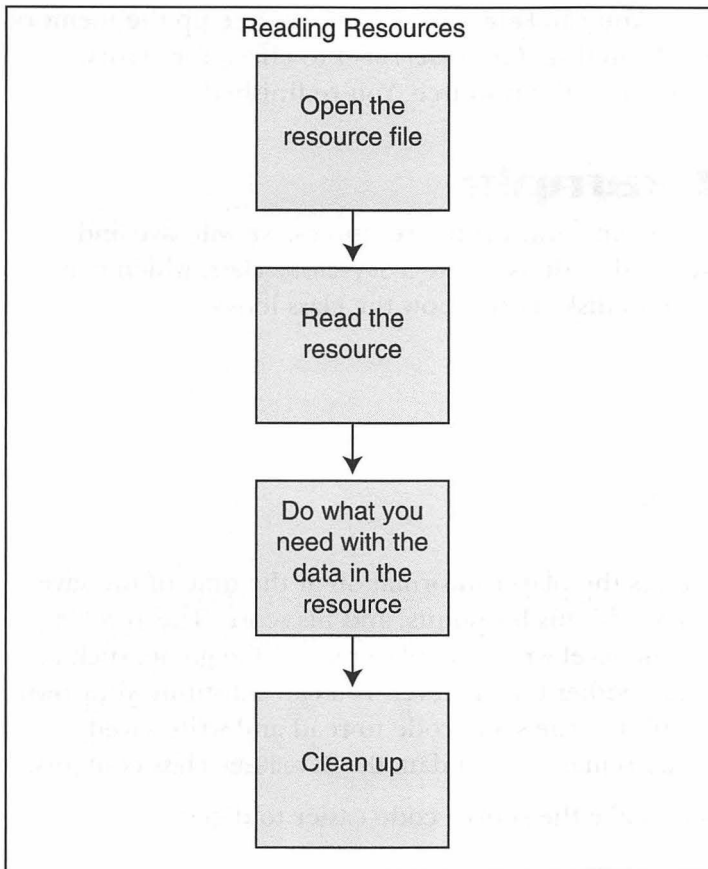 Reading Resources
Open the
resource file
Read the
resource
Do what you
need with the
data in the
resource
Clean up